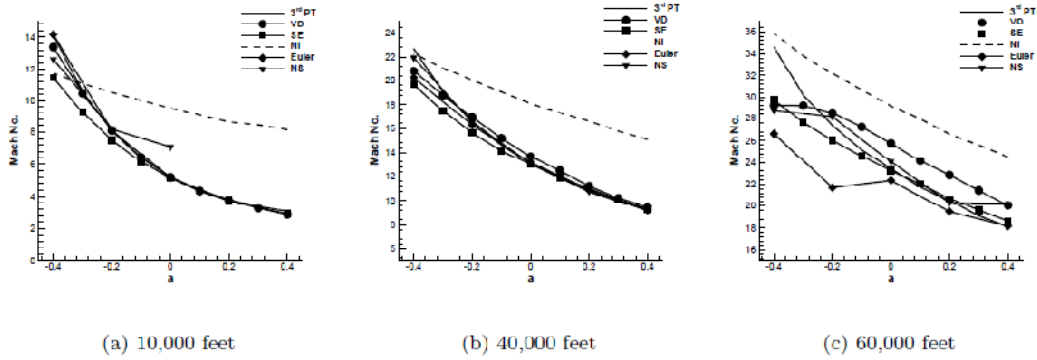 3rd PT
VD
SE
NI
Euler
NS
14
12
10
8
6
4
2
0
Mach No.
-0.4
-0.2
0
0.2
0.4
a
(a) 10,000 feet
3rd PT
VD
SE
NI
Euler
NS
24
22
20
18
16
14
12
10
8
6
Mach No.
-0.4
-0.2
0
0.2
0.4
a
(b) 40,000 feet
3rd PT
VD
SE
NI
Euler
NS
36
34
32
30
28
26
24
22
20
18
16
Mach No.
-0.4
-0.2
0
0.2
0.4
a
(c) 60,000 feet